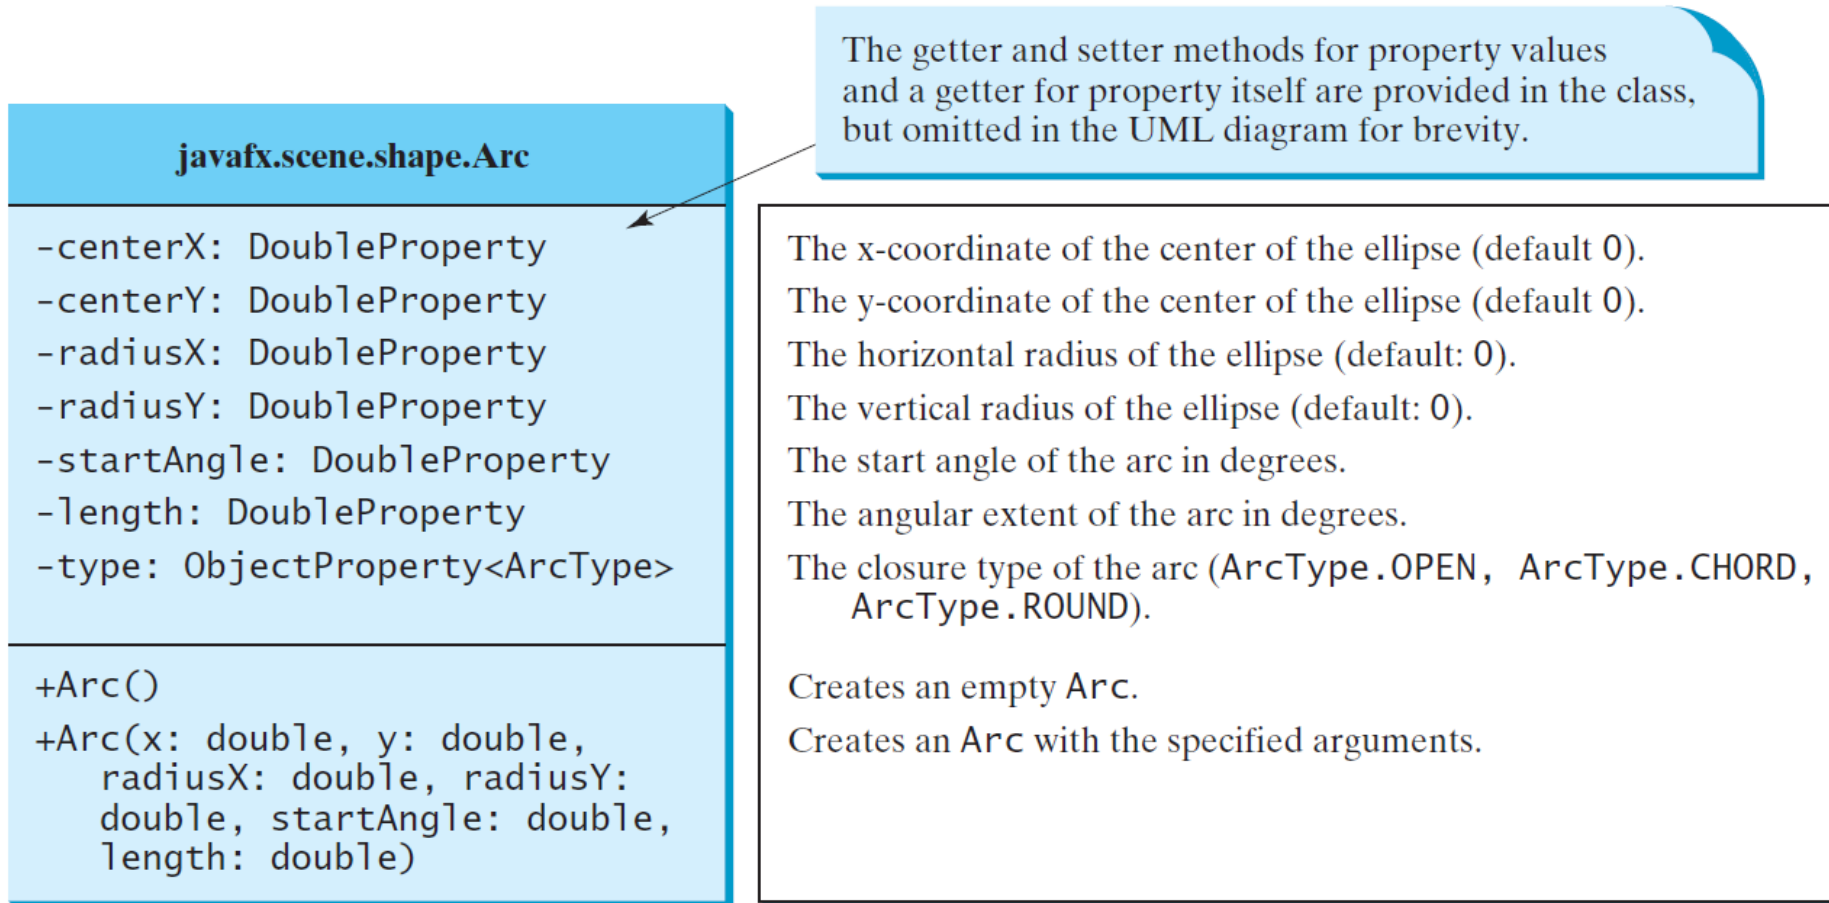 The getter and setter methods for property values
and a getter for property itself are provided in the class,
but omitted in the UML diagram for brevity.
javafx.scene.shape.Arc
-centerX: DoubleProperty
The x-coordinate of the center of the ellipse (default 0).
-centerY: DoubleProperty
The y-coordinate of the center of the ellipse (default 0).
-radiusX: DoubleProperty
The horizontal radius of the ellipse (default: 0).
-radiusY: DoubleProperty
The vertical radius of the ellipse (default: 0).
-startAngle: DoubleProperty
The start angle of the arc in degrees.
-length: DoubleProperty
The angular extent of the arc in degrees.
-type: ObjectProperty<ArcType>
The closure type of the arc (ArcType.OPEN, ArcType.CHORD,
ArcType.ROUND).
+Arc()
Creates an empty Arc.
+Arc(x: double, y: double,
radiusX: double, radiusY:
double, startAngle: double,
length: double)
Creates an Arc with the specified arguments.